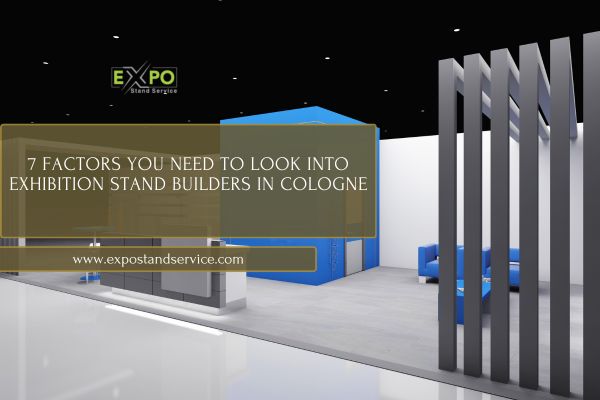 EXPO
Stand Service
7 FACTORS YOU NEED TO LOOK INTO
EXHIBITION STAND BUILDERS IN COLOGNE
www.expostandservice.com